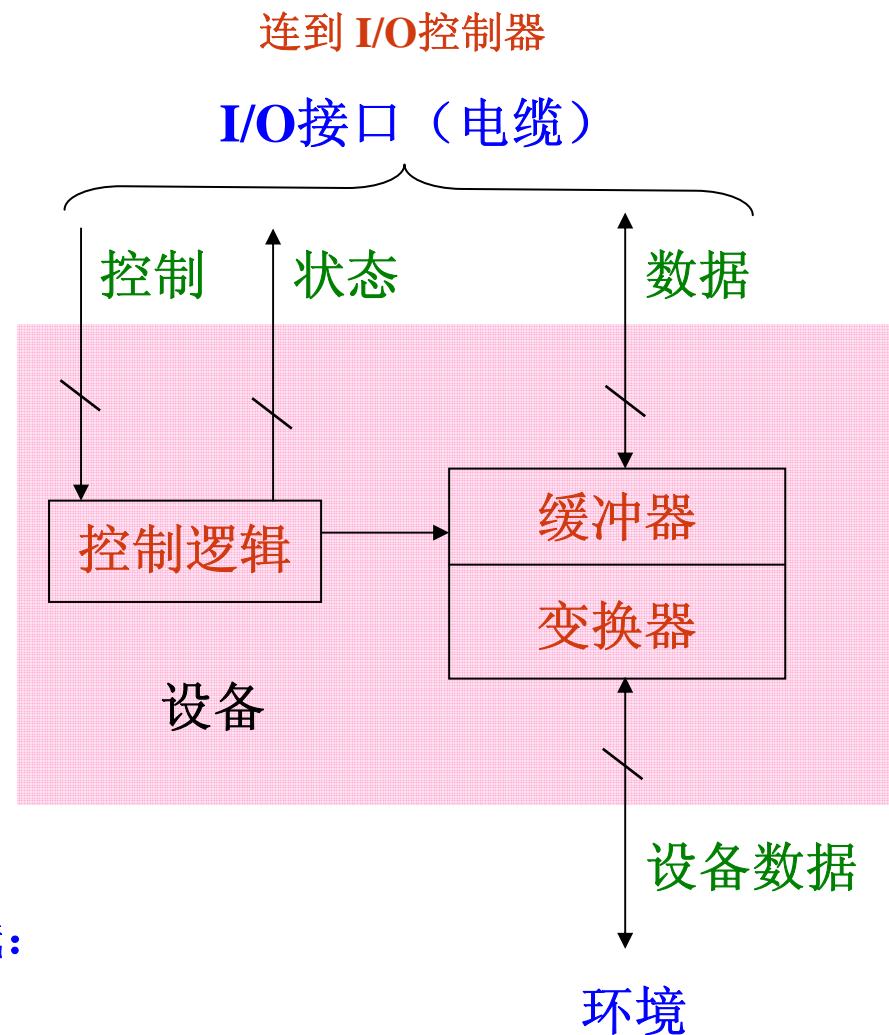 连到 I/O控制器
I/O接口（电缆）
控制 状态 数据
缓冲器
控制逻辑
变换器
设备
设备数据
：
环境